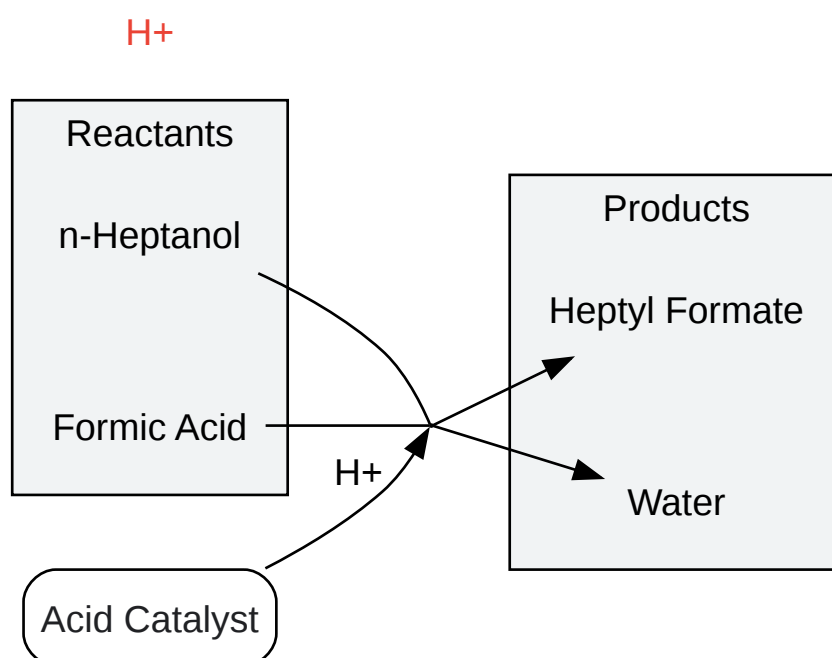 H+
Reactants
n-Heptanol
Formic Acid
H+
Acid Catalyst
Products
Heptyl Formate
Water